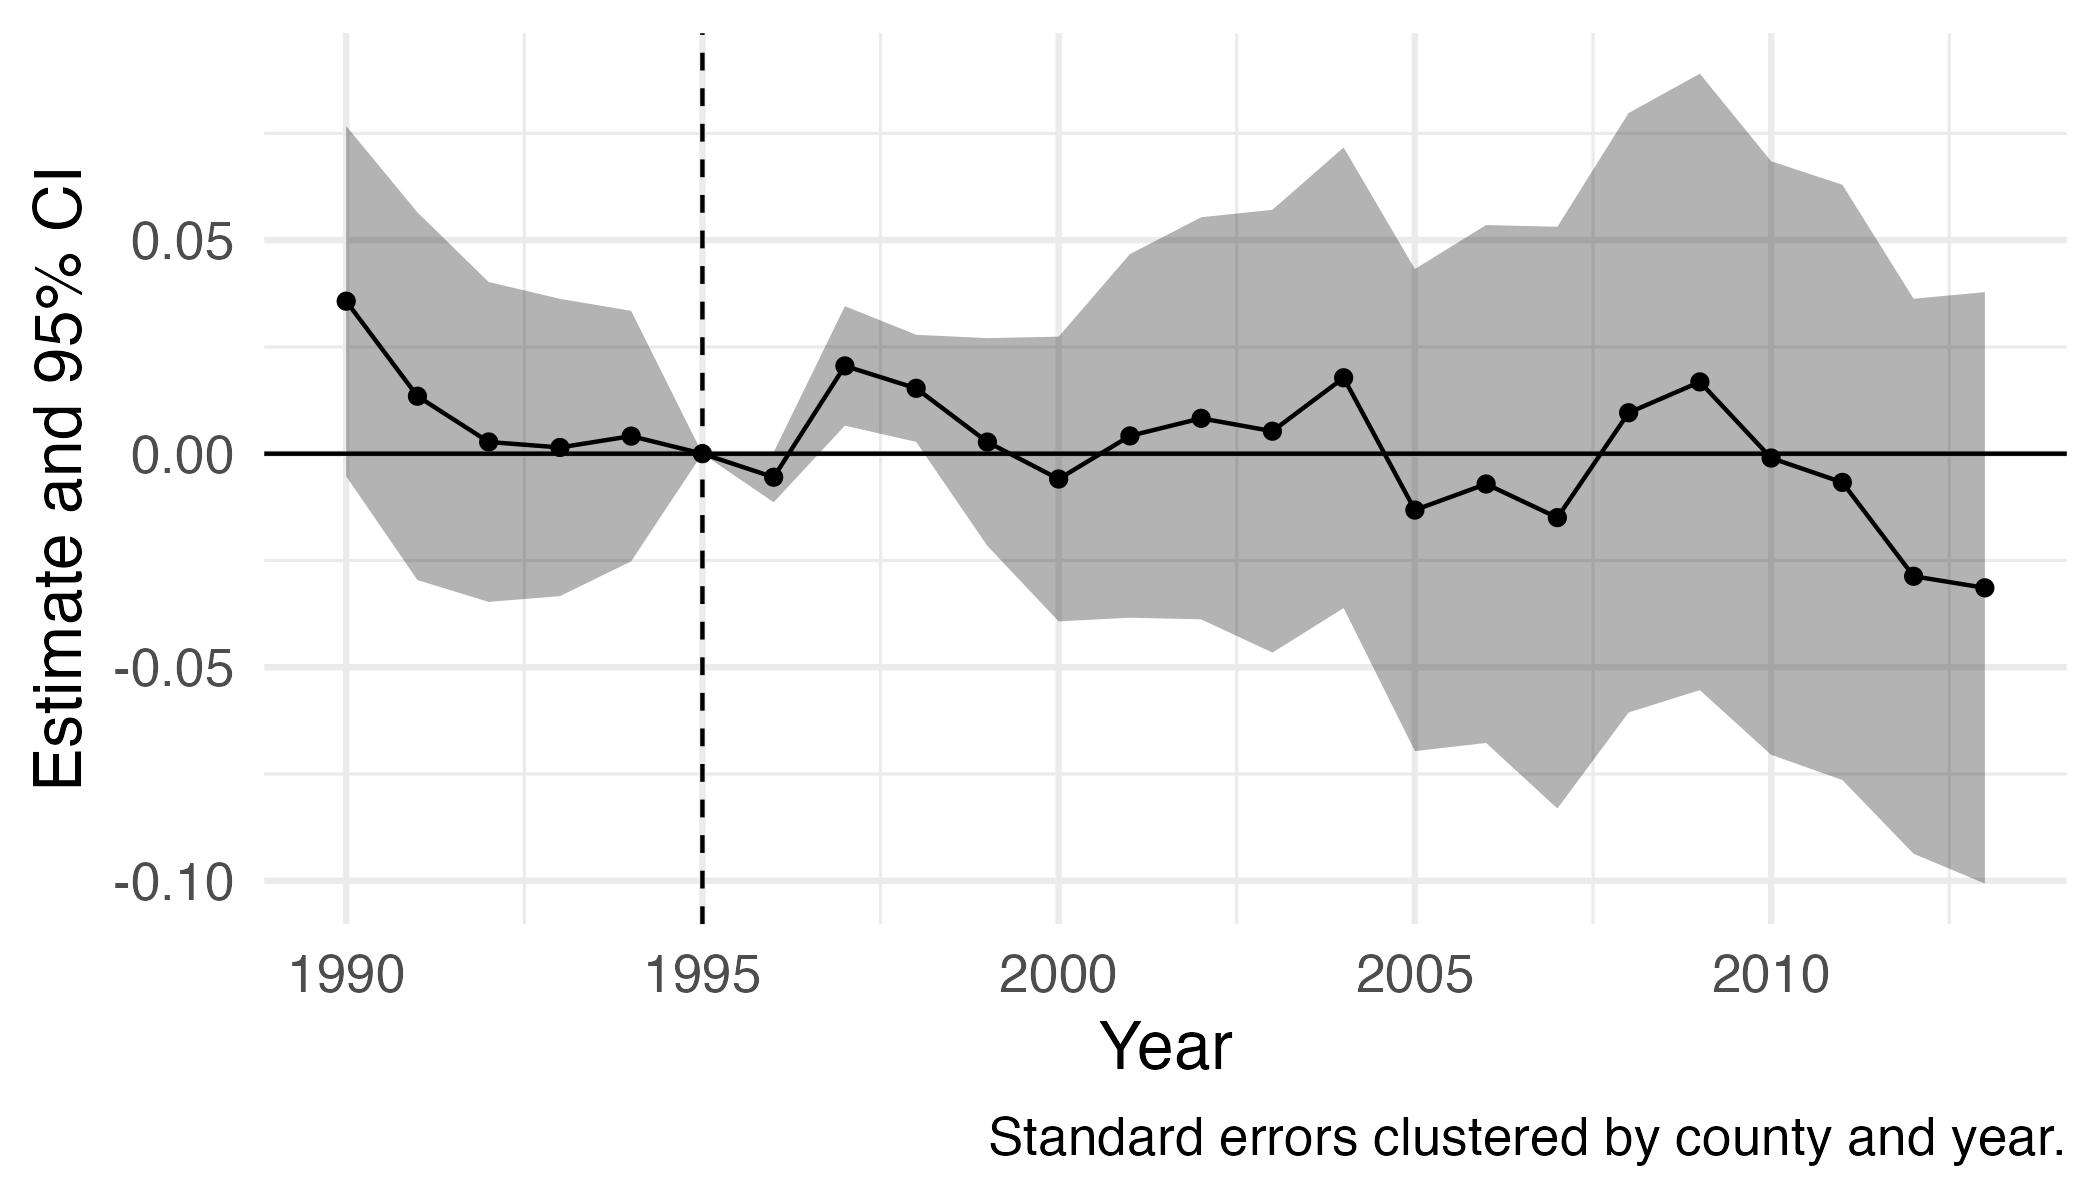 Estimate and 95% CI
0.05
0.00
-0.05
-0.10
1990 1995 2000 2005 2010
Year
Standard errors clustered by county and year.